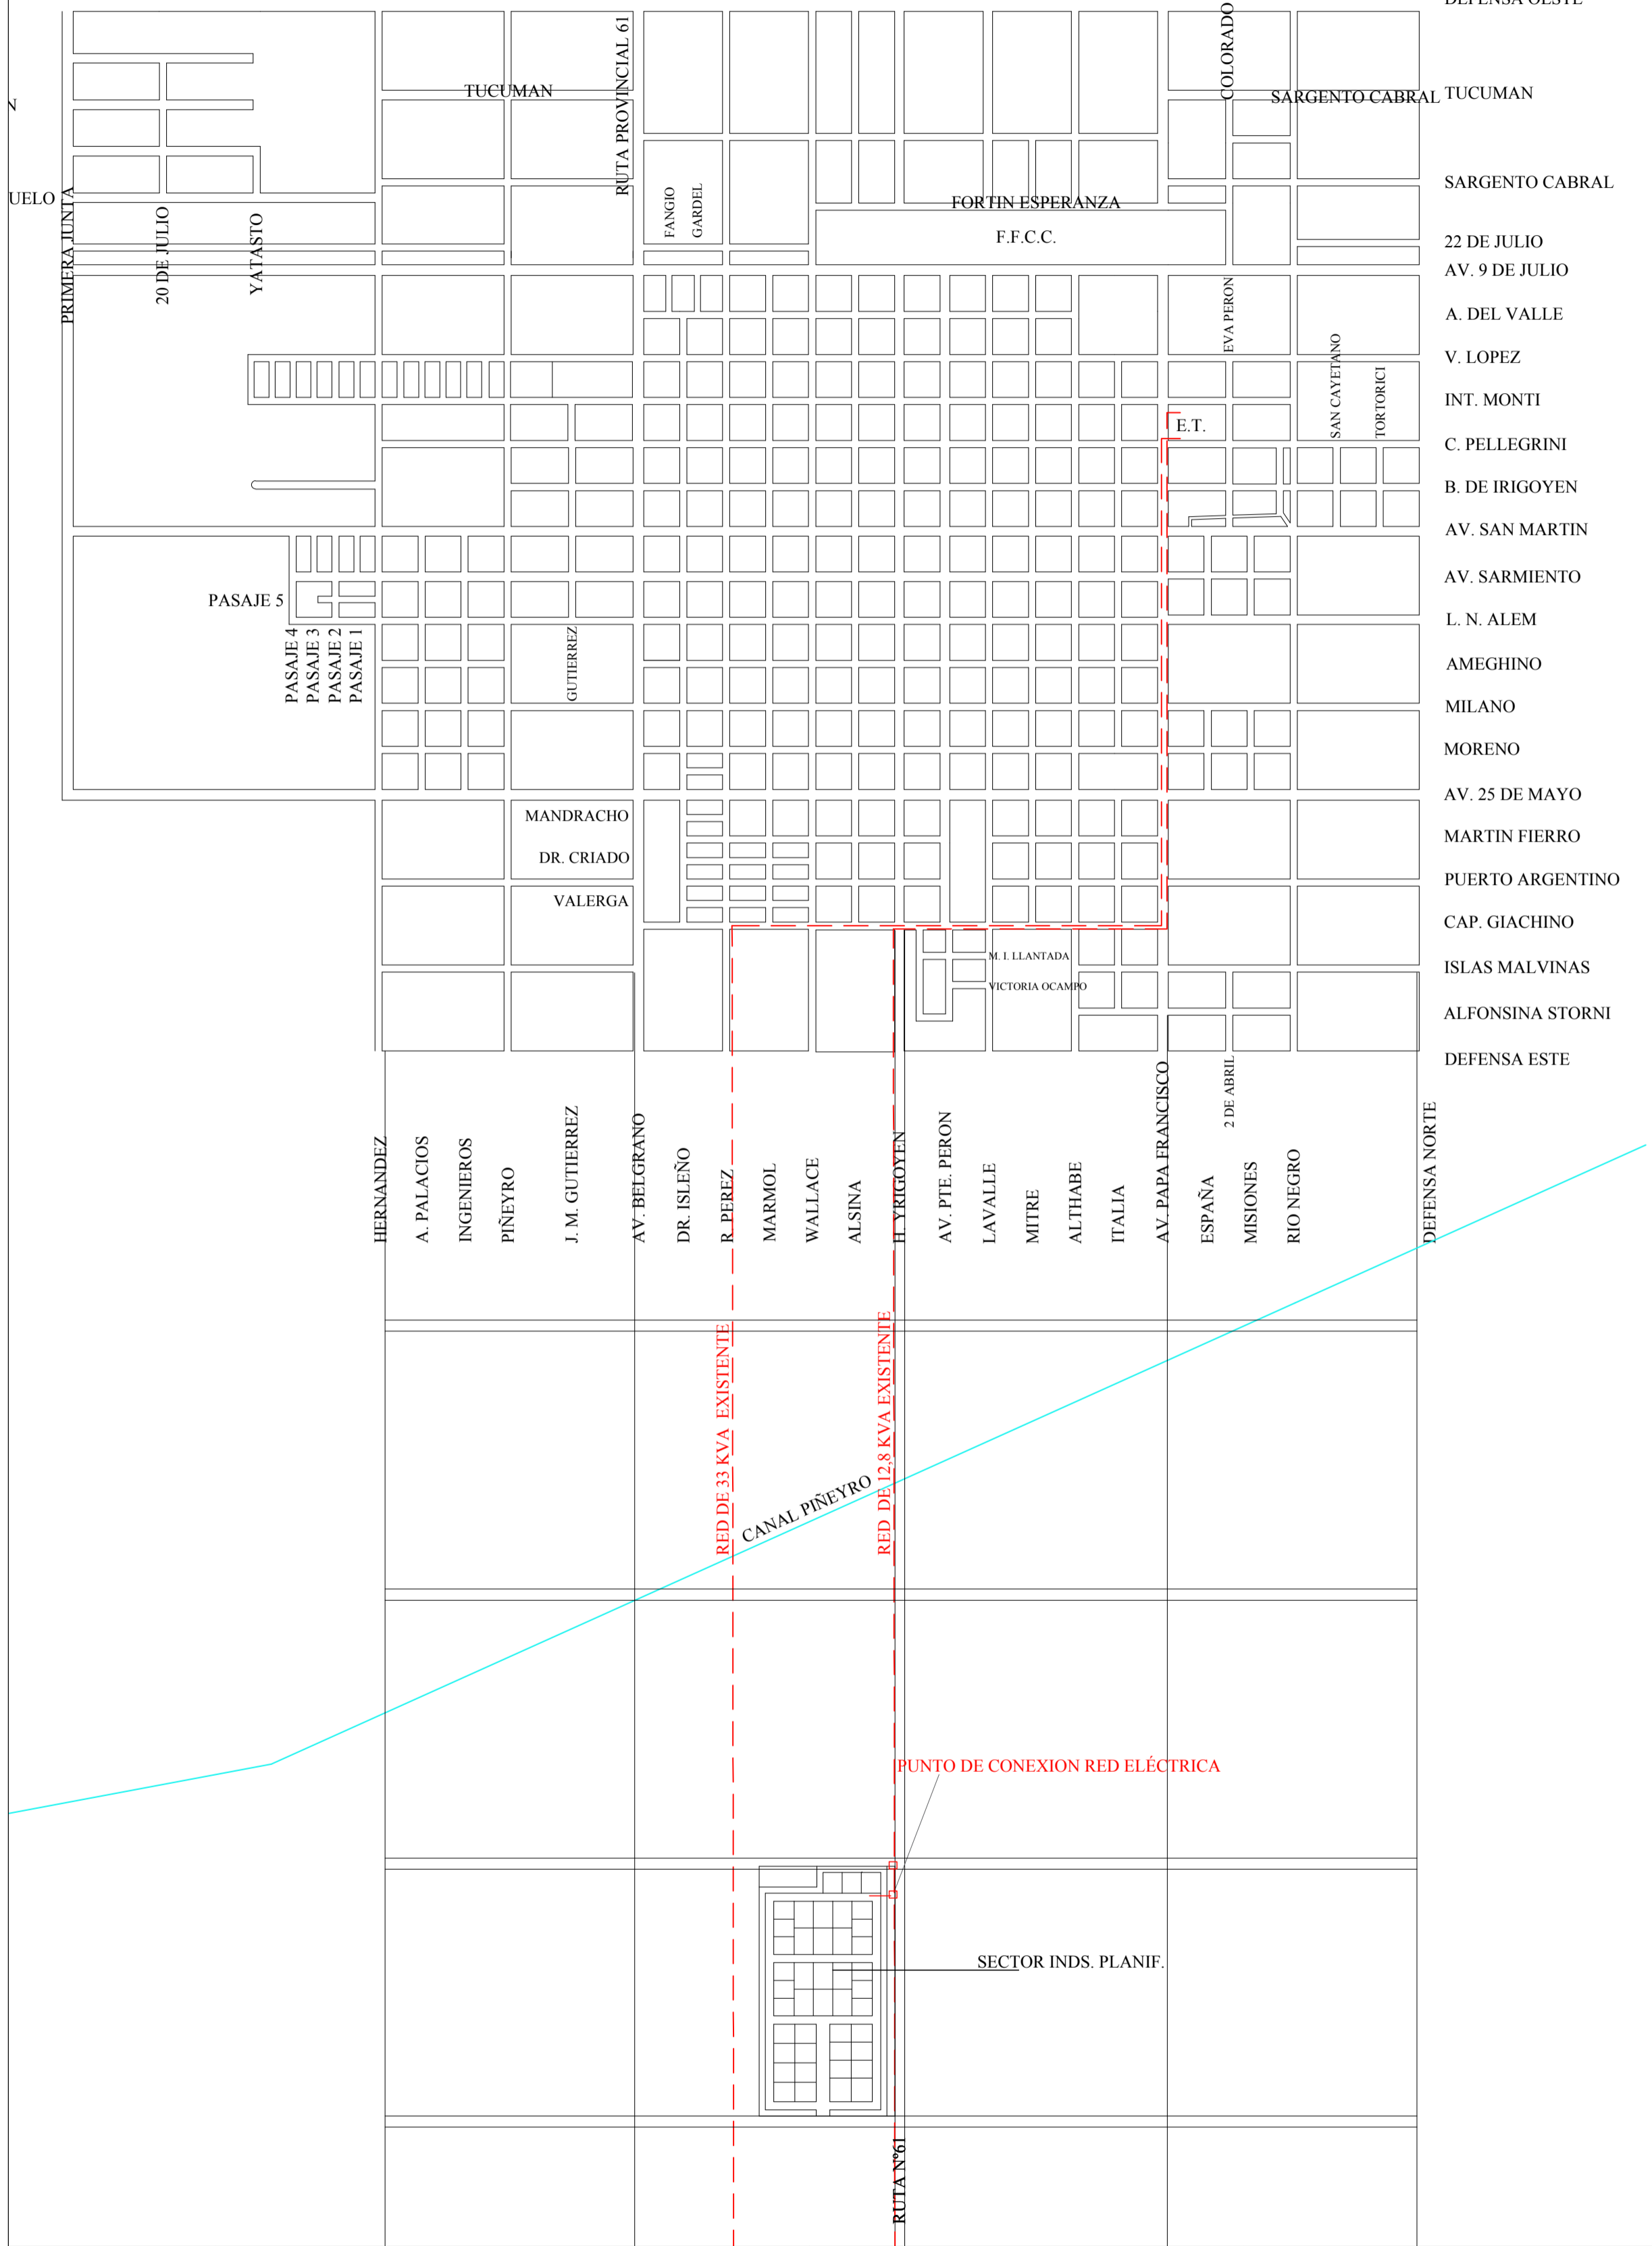 DEFENSA OESTE
COLORADO
RUTA PROVINCIAL 61
TUCUMAN
SARGENTO CABRAL
TUCUMAN
SARGENTO CABRAL
UELO
PRIMERA JUNTA
20 DE JULIO
YATASTO
FANGIO
GARDEL
FORTIN ESPERANZA
F.F.C.C.
22 DE JULIO
AV. 9 DE JULIO
EVA PERON
A. DEL VALLE
SAN CAYETANO
TORTORICI
V. LOPEZ
INT. MONTI
E.T.
C. PELLEGRINI
B. DE IRIGOYEN
AV. SAN MARTIN
AV. SARMIENTO
PASAJE 5
L. N. ALEM
PASAJE 4
PASAJE 3
PASAJE 2
PASAJE 1
GUTIERREZ
AMEGHINO
MILANO
MORENO
AV. 25 DE MAYO
MANDRACHO
MARTIN FIERRO
DR. CRIADO
PUERTO ARGENTINO
VALERGA
CAP. GIACHINO
M. I. LLANTADA
ISLAS MALVINAS
VICTORIA OCAMPO
ALFONSINA STORNI
DEFENSA ESTE
HERNANDEZ
A. PALACIOS
INGENIEROS
PIÑEYRO
J. M. GUTIERREZ
AV. BELGRANO
DR. ISLEÑO
R. PEREZ
MARMOL
WALLACE
ALSINA
H. YRIGOYEN
AV. PTE. PERON
LAVALLE
MITRE
ALTHABE
ITALIA
AV. PAPA FRANCISCO
ESPAÑA
2 DE ABRIL
MISIONES
RIO NEGRO
DEFENSA NORTE
RED DE 33 KVA EXISTENTE
RED DE 12,8 KVA EXISTENTE
CANAL PIÑEYRO
PUNTO DE CONEXION RED ELÉCTRICA
SECTOR INDS. PLANIF.
RUTA Nº61